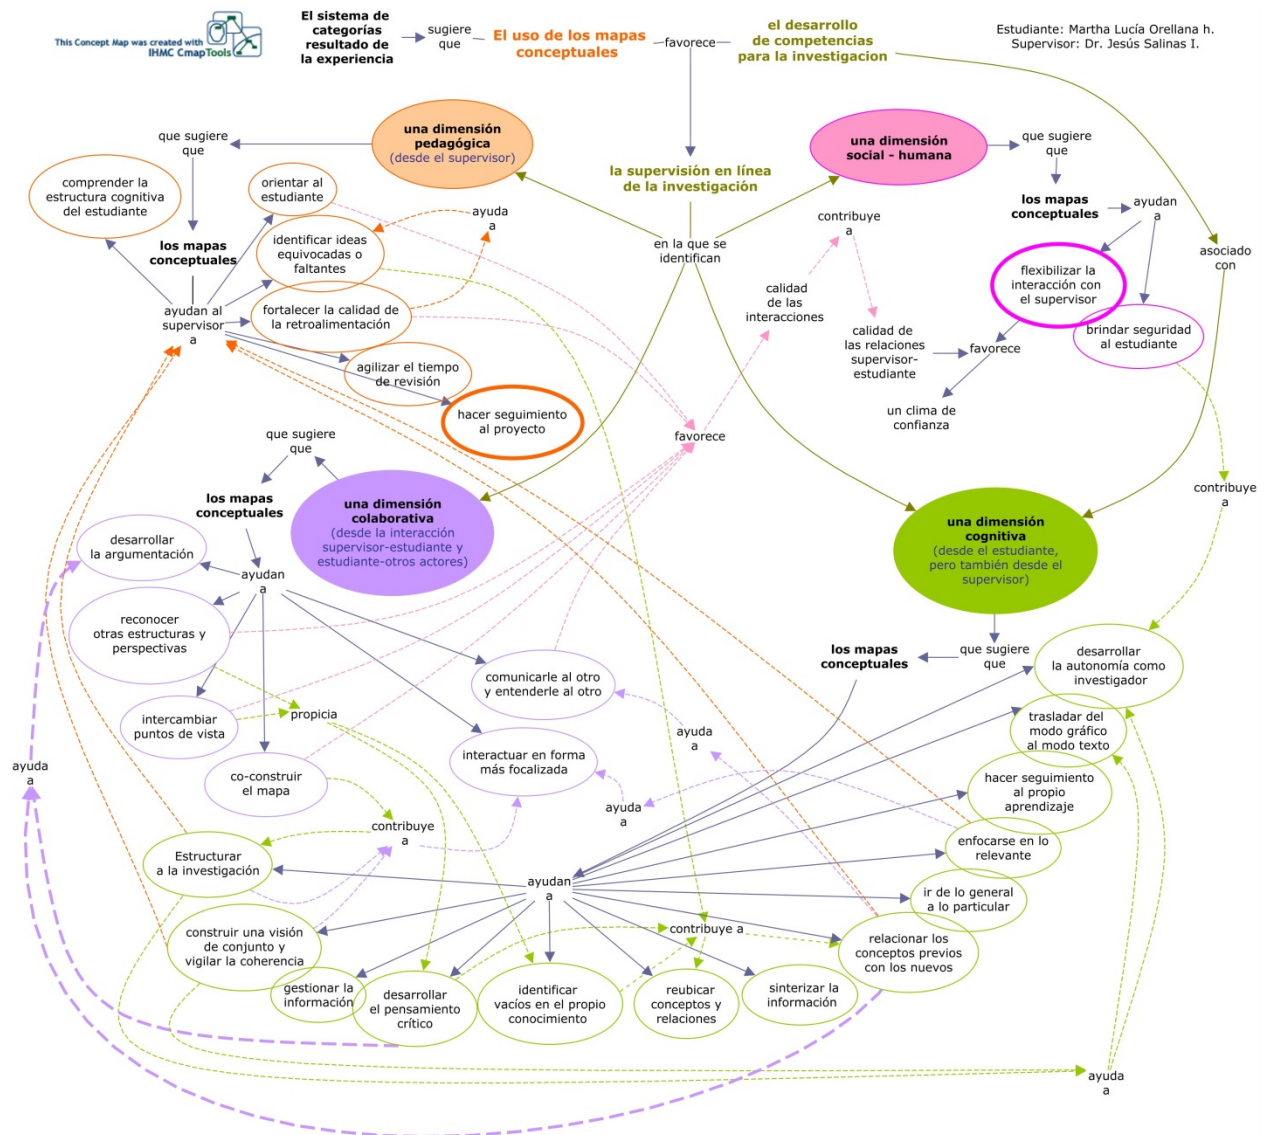 This Concept Map was created with
IHMC CmapTools
El sistema de
categorías
resultado de
la experiencia
sugiere
que
El uso de los mapas
conceptuales
favorece
el desarrollo
de competencias
para la investigacion
Estudiante: Martha Lucía Orellana h.
Supervisor: Dr. Jesús Salinas I.
una dimensión
pedagógica
(desde el supervisor)
que sugiere
que
los mapas
conceptuales
ayudan al
supervisor
a
comprender la
estructura cognitiva
del estudiante
orientar al
estudiante
identificar ideas
equivocadas o
faltantes
fortalecer la calidad de
la retroalimentación
agilizar el tiempo
de revisión
hacer seguimiento
al proyecto
ayuda
a
la supervisión en línea
de la investigación
en la que se
identifican
una dimensión
social - humana
que sugiere
que
los mapas
conceptuales
ayudan
a
flexibilizar la
interacción con
el supervisor
brindar seguridad
al estudiante
favorece
un clima de
confianza
contribuye
a
calidad
de las
interacciones
calidad de
las relaciones
supervisor-
estudiante
favorece
asociado
con
contribuye
a
que sugiere
que
los mapas
conceptuales
una dimensión
colaborativa
(desde la interacción
supervisor-estudiante y
estudiante-otros actores)
ayudan
a
desarrollar
la argumentación
reconocer
otras estructuras y
perspectivas
intercambiar
puntos de vista
co-construir
el mapa
comunicarle al otro
y entenderle al otro
interactuar en forma
más focalizada
propicia
contribuye
a
ayuda
a
ayuda
a
ayuda
a
una dimensión
cognitiva
(desde el estudiante,
pero también desde el
supervisor)
que sugiere
que
los mapas
conceptuales
ayudan
a
desarrollar
la autonomía como
investigador
trasladar del
modo gráfico
al modo texto
hacer seguimiento
al propio
aprendizaje
enfocarse en lo
relevante
ir de lo general
a lo particular
relacionar los
conceptos previos
con los nuevos
contribuye a
sinterizar la
información
reubicar
conceptos y
relaciones
identificar
vacíos en el propio
conocimiento
desarrollar
el pensamiento
crítico
gestionar la
información
construir una visión
de conjunto y
vigilar la coherencia
Estructurar
a la investigación
ayuda
a